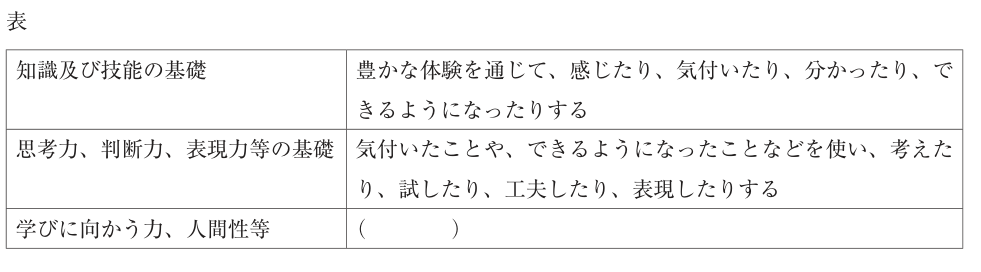 表
知識及び技能の基礎
豊かな体験を通じて、感じたり、気付いたり、分かったり、で
きるようになったりする
思考力、判断力、表現力等の基礎
気付いたことや、できるようになったことなどを使い、考えた
り、試したり、工夫したり、表現したりする
学びに向かう力、人間性等
（　　　　）